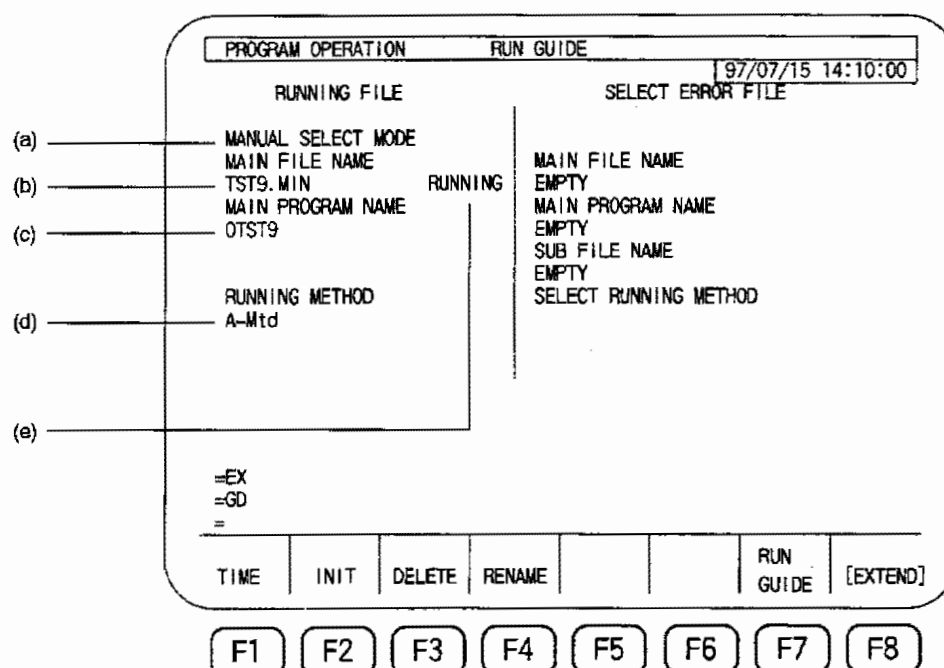 PROGRAM OPERATION RUN GUIDE
97/07/15 14:10:00
RUNNING FILE SELECT ERROR FILE
(a) MANUAL SELECT MODE
MAIN FILE NAME MAIN FILE NAME
(b) TST9.MIN RUNNING EMPTY
MAIN PROGRAM NAME MAIN PROGRAM NAME
(c) OTST9 EMPTY
SUB FILE NAME
EMPTY
RUNNING METHOD SELECT RUNNING METHOD
(d) A-Mtd
(e)
=EX
=GD
=
TIME INIT DELETE RENAME RUN GUIDE [EXTEND]
F1 F2 F3 F4 F5 F6 F7 F8